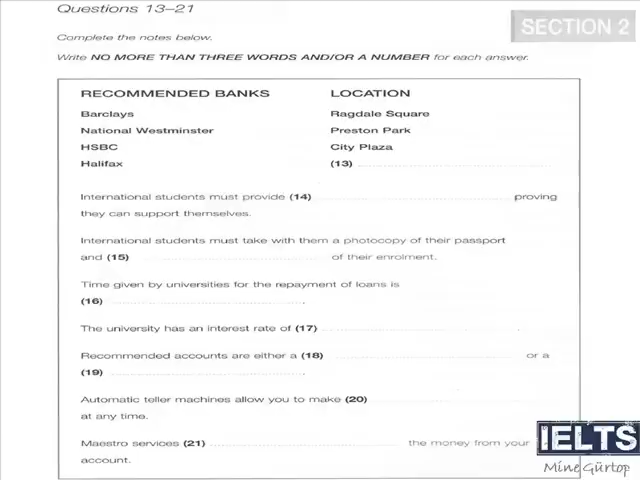 Questions 13–21
SECTION 2
Complete the notes below.
Write NO MORE THAN THREE WORDS AND/OR A NUMBER for each answer.
RECOMMENDED BANKS LOCATION
Barclays Ragdale Square
National Westminster Preston Park
HSBC City Plaza
Halifax (13)
International students must provide (14) proving
they can support themselves.
International students must take with them a photocopy of their passport
and (15) of their enrolment.
Time given by universities for the repayment of loans is
(16) .
The university has an interest rate of (17) .
Recommended accounts are either a (18) or a
(19) .
Automatic teller machines allow you to make (20)
at any time.
Maestro services (21) the money from your
account.
IELTS
Mine Gürtop